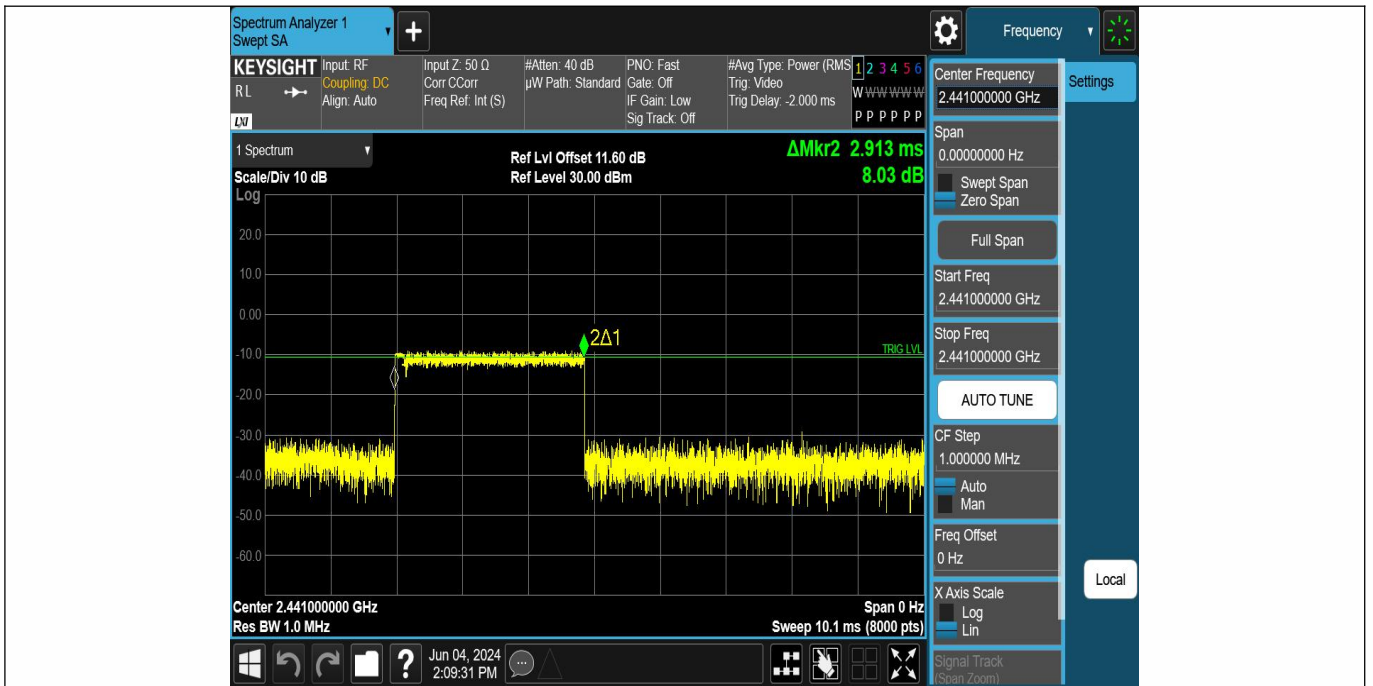 Spectrum Analyzer 1
Swept SA
+
Frequency
KEYSIGHT
RL
LXI
Input: RF
Coupling: DC
Align: Auto
Input Z: 50 Ω
Corr CCorr
Freq Ref: Int (S)
#Atten: 40 dB
µW Path: Standard
PNO: Fast
Gate: Off
IF Gain: Low
Sig Track: Off
#Avg Type: Power (RMS
Trig: Video
Trig Delay: -2.000 ms
1 2 3 4 5 6
W W W W W W
P P P P P P
1 Spectrum
Scale/Div 10 dB
Log
Ref Lvl Offset 11.60 dB
Ref Level 30.00 dBm
ΔMkr2 2.913 ms
8.03 dB
20.0
10.0
0.00
-10.0
-20.0
-30.0
-40.0
-50.0
-60.0
2Δ1
TRIG LVL
Center 2.441000000 GHz
Res BW 1.0 MHz
Span 0 Hz
Sweep 10.1 ms (8000 pts)
Center Frequency
2.441000000 GHz
Settings
Span
0.00000000 Hz
Swept Span
Zero Span
Full Span
Start Freq
2.441000000 GHz
Stop Freq
2.441000000 GHz
AUTO TUNE
CF Step
1.000000 MHz
Auto
Man
Freq Offset
0 Hz
X Axis Scale
Log
Lin
Local
Signal Track
(Span Zoom)
?
Jun 04, 2024
2:09:31 PM